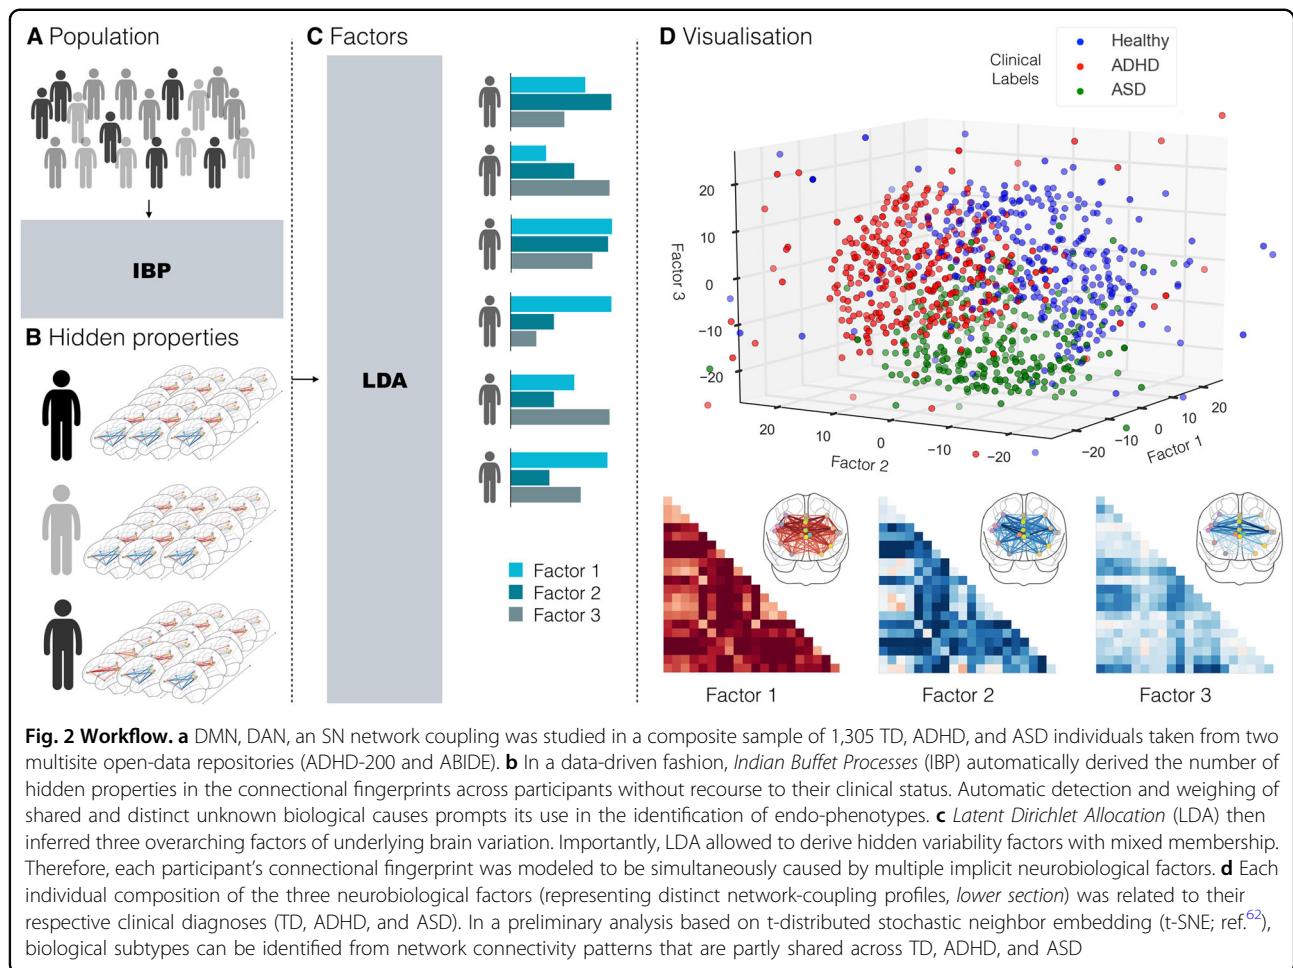 A Population
IBP
B Hidden properties
C Factors
LDA
Factor 1
Factor 2
Factor 3
D Visualisation
Clinical
Labels
Healthy
ADHD
ASD
Factor 3
20
10
0
−10
−20
20
10
0
−10
−20
Factor 2
−20
−10
0
10
20
Factor 1
Factor 1
Factor 2
Factor 3
Fig. 2 Workflow. a DMN, DAN, an SN network coupling was studied in a composite sample of 1,305 TD, ADHD, and ASD individuals taken from two
multisite open-data repositories (ADHD-200 and ABIDE). b In a data-driven fashion, Indian Buffet Processes (IBP) automatically derived the number of
hidden properties in the connectional fingerprints across participants without recourse to their clinical status. Automatic detection and weighing of
shared and distinct unknown biological causes prompts its use in the identification of endo-phenotypes. c Latent Dirichlet Allocation (LDA) then
inferred three overarching factors of underlying brain variation. Importantly, LDA allowed to derive hidden variability factors with mixed membership.
Therefore, each participant's connectional fingerprint was modeled to be simultaneously caused by multiple implicit neurobiological factors. d Each
individual composition of the three neurobiological factors (representing distinct network-coupling profiles, lower section) was related to their
respective clinical diagnoses (TD, ADHD, and ASD). In a preliminary analysis based on t-distributed stochastic neighbor embedding (t-SNE; ref.62),
biological subtypes can be identified from network connectivity patterns that are partly shared across TD, ADHD, and ASD